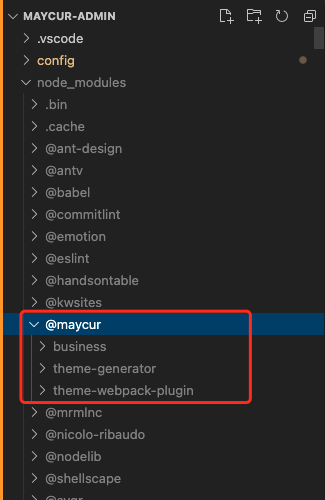 MAYCUR-ADMIN
.vscode
config
node_modules
.bin
.cache
@ant-design
@antv
@babel
@commitlint
@emotion
@eslint
@handsontable
@kwsites
@maycur
business
theme-generator
theme-webpack-plugin
@mrmlnc
@nicolo-ribaudo
@nodelib
@shellscape